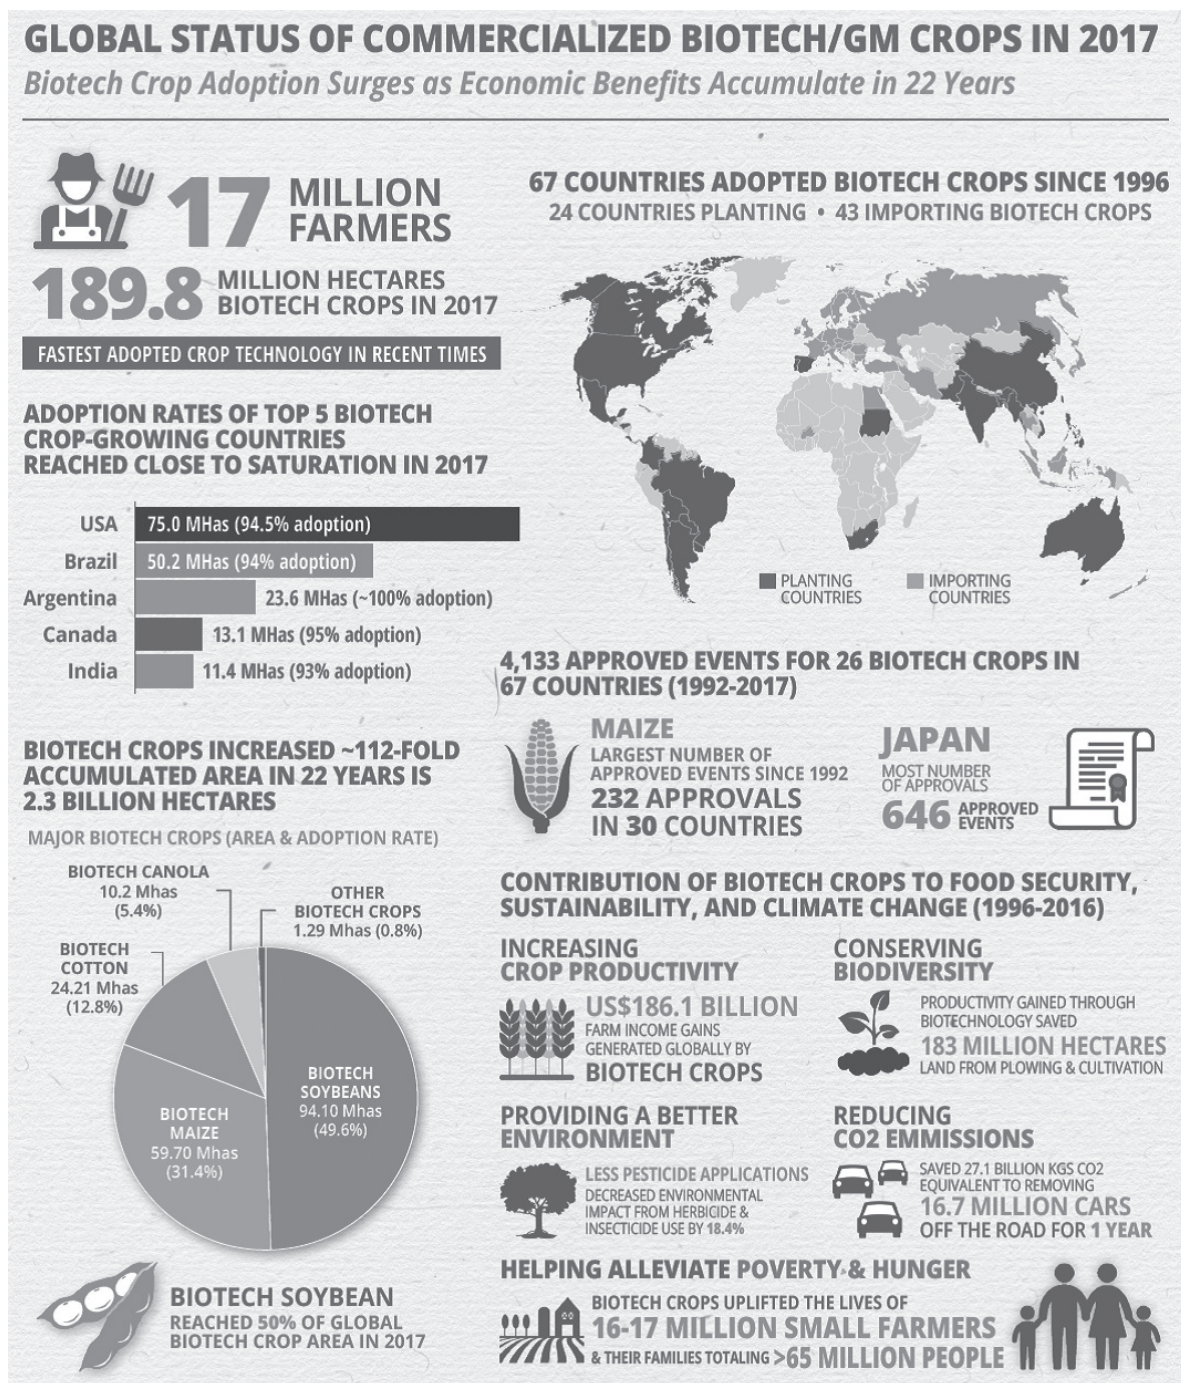 GLOBAL STATUS OF COMMERCIALIZED BIOTECH/GM CROPS IN 2017
Biotech Crop Adoption Surges as Economic Benefits Accumulate in 22 Years
17 MILLION
FARMERS
189.8 MILLION HECTARES
BIOTECH CROPS IN 2017
FASTEST ADOPTED CROP TECHNOLOGY IN RECENT TIMES
ADOPTION RATES OF TOP 5 BIOTECH
CROP-GROWING COUNTRIES
REACHED CLOSE TO SATURATION IN 2017
USA 75.0 MHas (94.5% adoption)
Brazil 50.2 MHas (94% adoption)
Argentina 23.6 MHas (~100% adoption)
Canada 13.1 MHas (95% adoption)
India 11.4 MHas (93% adoption)
BIOTECH CROPS INCREASED ~112-FOLD
ACCUMULATED AREA IN 22 YEARS IS
2.3 BILLION HECTARES
MAJOR BIOTECH CROPS (AREA & ADOPTION RATE)
BIOTECH CANOLA
10.2 Mhas
(5.4%)
OTHER
BIOTECH CROPS
1.29 Mhas (0.8%)
BIOTECH
COTTON
24.21 Mhas
(12.8%)
BIOTECH
SOYBEANS
94.10 Mhas
(49.6%)
BIOTECH
MAIZE
59.70 Mhas
(31.4%)
BIOTECH SOYBEAN
REACHED 50% OF GLOBAL
BIOTECH CROP AREA IN 2017
67 COUNTRIES ADOPTED BIOTECH CROPS SINCE 1996
24 COUNTRIES PLANTING • 43 IMPORTING BIOTECH CROPS
PLANTING
COUNTRIES
IMPORTING
COUNTRIES
4,133 APPROVED EVENTS FOR 26 BIOTECH CROPS IN
67 COUNTRIES (1992-2017)
MAIZE
LARGEST NUMBER OF
APPROVED EVENTS SINCE 1992
232 APPROVALS
IN 30 COUNTRIES
JAPAN
MOST NUMBER
OF APPROVALS
646 APPROVED
EVENTS
CONTRIBUTION OF BIOTECH CROPS TO FOOD SECURITY,
SUSTAINABILITY, AND CLIMATE CHANGE (1996-2016)
INCREASING
CROP PRODUCTIVITY
US$186.1 BILLION
FARM INCOME GAINS
GENERATED GLOBALLY BY
BIOTECH CROPS
CONSERVING
BIODIVERSITY
PRODUCTIVITY GAINED THROUGH
BIOTECHNOLOGY SAVED
183 MILLION HECTARES
LAND FROM PLOWING & CULTIVATION
PROVIDING A BETTER
ENVIRONMENT
LESS PESTICIDE APPLICATIONS
DECREASED ENVIRONMENTAL
IMPACT FROM HERBICIDE &
INSECTICIDE USE BY 18.4%
REDUCING
CO2 EMMISSIONS
SAVED 27.1 BILLION KGS CO2
EQUIVALENT TO REMOVING
16.7 MILLION CARS
OFF THE ROAD FOR 1 YEAR
HELPING ALLEVIATE POVERTY & HUNGER
BIOTECH CROPS UPLIFTED THE LIVES OF
16-17 MILLION SMALL FARMERS
& THEIR FAMILIES TOTALING >65 MILLION PEOPLE